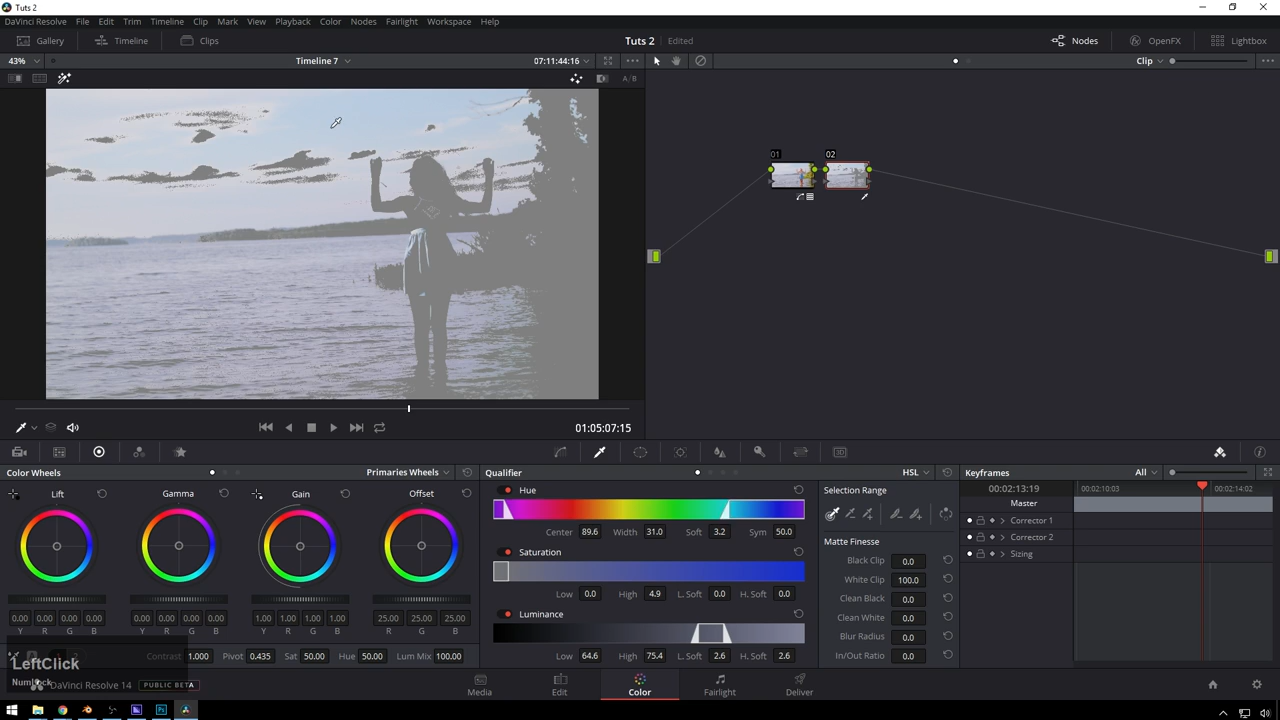 Tuts 2
DaVinci Resolve File Edit Trim Timeline Clip Mark View Playback Color Nodes Fairlight Workspace Help
Gallery Timeline Clips Tuts 2 Edited Nodes OpenFX Lightbox
43% Timeline 7 07:11:44:16 Clip
A/B
01 02
01:05:07:15
3D
Color Wheels Primaries Wheels Qualifier HSL Keyframes All
Lift Gamma Gain Offset Hue Selection Range 00:02:13:19 00:02:10:03 00:02:14:02
Master
Corrector 1
Center 89.6 Width 31.0 Soft 3.2 Sym 50.0
Corrector 2
Saturation Matte Finesse Sizing
Black Clip 0.0
White Clip 100.0
Low 0.0 High 4.9 L. Soft 0.0 H. Soft 0.0 Clean Black 0.0
0.00 0.00 0.00 0.00 0.00 0.00 0.00 0.00 1.00 1.00 1.00 1.00 25.00 25.00 25.00 Luminance Clean White 0.0
Y R G B Y R G B Y R G B R G B Blur Radius 0.0
Contrast 1.000 Pivot 0.435 Sat 50.00 Hue 50.00 Lum Mix 100.00 Low 64.6 High 75.4 L. Soft 2.6 H. Soft 2.6 In/Out Ratio 0.0
LeftClick
DaVinci Resolve 14 PUBLIC BETA Media Edit Color Fairlight Deliver